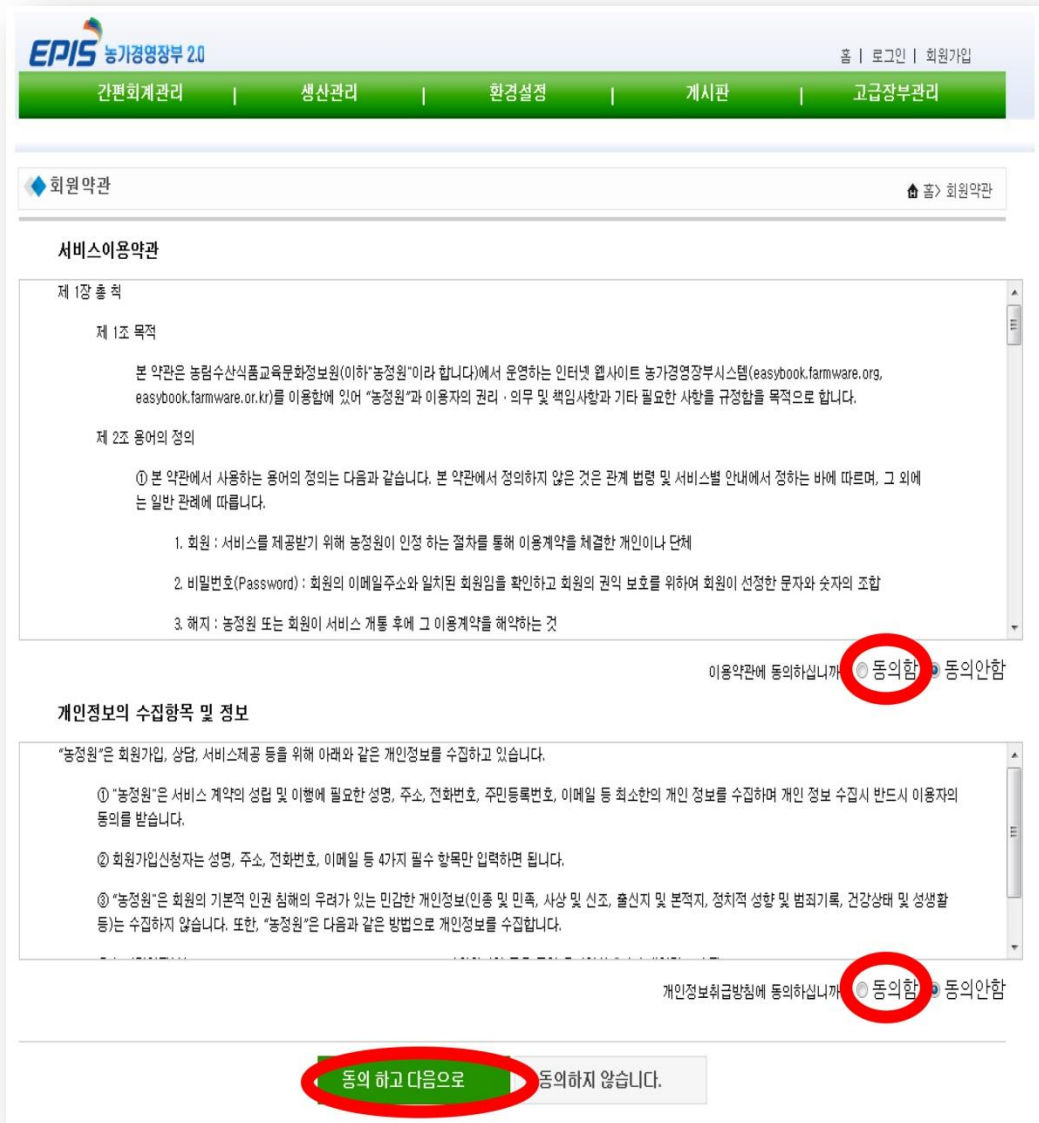 EPIS 농가경영장부 2.0
홈 | 로그인 | 회원가입
간편회계관리 | 생산관리 | 환경설정 | 게시판 | 고급장부관리
회원약관
홈> 회원약관
서비스이용약관
제 1장 총 칙
제 1조 목적
본 약관은 농림수산식품교육문화정보원(이하"농정원"이라 합니다)에서 운영하는 인터넷 웹사이트 농가경영장부시스템(easybook.farmware.org,
easybook.farmware.or.kr)를 이용함에 있어 “농정원”과 이용자의 권리 · 의무 및 책임사항과 기타 필요한 사항을 규정함을 목적으로 합니다.
제 2조 용어의 정의
① 본 약관에서 사용하는 용어의 정의는 다음과 같습니다. 본 약관에서 정의하지 않은 것은 관계 법령 및 서비스별 안내에서 정하는 바에 따르며, 그 외에
는 일반 관례에 따릅니다.
1. 회원 : 서비스를 제공받기 위해 농정원이 인정 하는 절차를 통해 이용계약을 체결한 개인이나 단체
2. 비밀번호(Password) : 회원의 이메일주소와 일치된 회원임을 확인하고 회원의 권익 보호를 위하여 회원이 선정한 문자와 숫자의 조합
3. 해지 : 농정원 또는 회원이 서비스 개통 후에 그 이용계약을 해약하는 것
이용약관에 동의하십니까 동의함 동의안함
개인정보의 수집항목 및 정보
“농정원”은 회원가입, 상담, 서비스제공 등을 위해 아래와 같은 개인정보를 수집하고 있습니다.
① "농정원"은 서비스 계약의 성립 및 이행에 필요한 성명, 주소, 전화번호, 주민등록번호, 이메일 등 최소한의 개인 정보를 수집하며 개인 정보 수집시 반드시 이용자의
동의를 받습니다.
② 회원가입신청자는 성명, 주소, 전화번호, 이메일 등 4가지 필수 항목만 입력하면 됩니다.
③ “농정원”은 회원의 기본적 인권 침해의 우려가 있는 민감한 개인정보(인종 및 민족, 사상 및 신조, 출신지 및 본적지, 정치적 성향 및 범죄기록, 건강상태 및 성생활
등)는 수집하지 않습니다. 또한, “농정원”은 다음과 같은 방법으로 개인정보를 수집합니다.
개인정보취급방침에 동의하십니까 동의함 동의안함
동의 하고 다음으로
동의하지 않습니다.